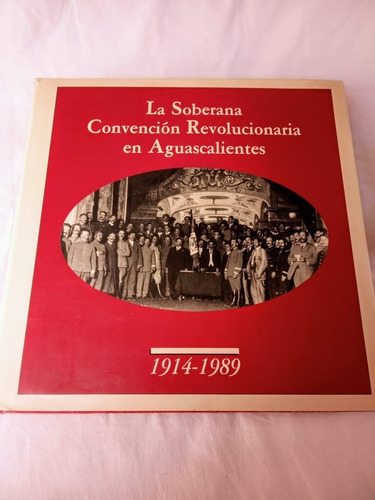 La Soberana
Convención Revolucionaria
en Aguascalientes
1914-1989